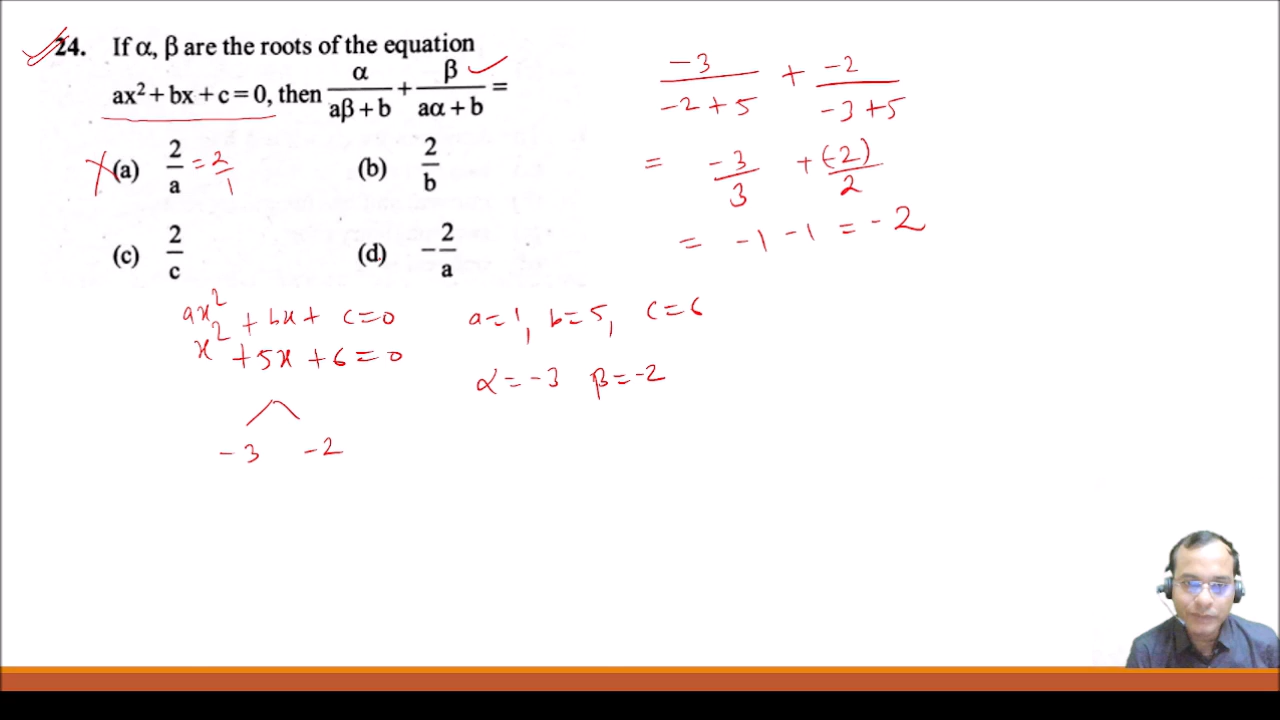 24. If α, β are the roots of the equation
ax² + bx + c = 0, then α/(aβ + b) + β/(aα + b) =
(a) 2/a = 2/1
(b) 2/b
(c) 2/c
(d) -2/a
ax² + bx + c = 0
x² + 5x + 6 = 0
-3 -2
a = 1, b = 5, c = 6
α = -3 β = -2
-3/(-2 + 5) + -2/(-3 + 5)
= -3/3 + (-2)/2
= -1 -1 = -2